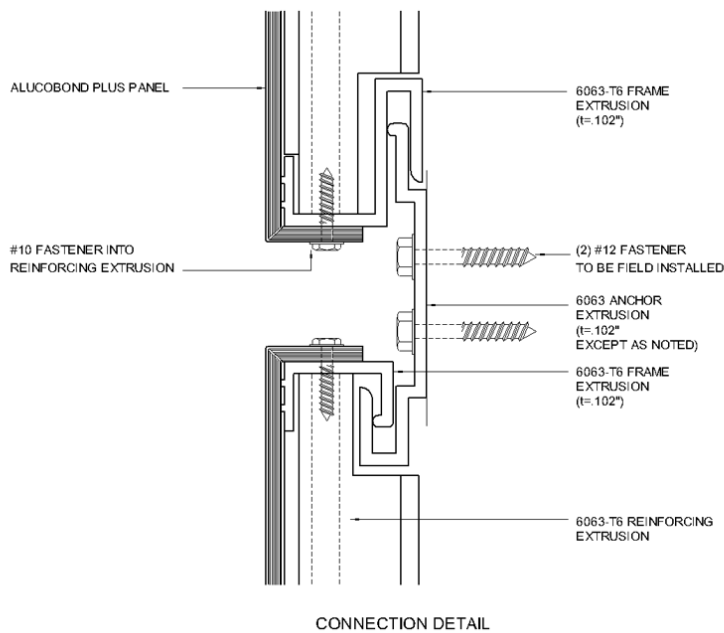 ALUCOBOND PLUS PANEL
6063-T6 FRAME
EXTRUSION
(t=.102")
#10 FASTENER INTO
REINFORCING EXTRUSION
(2) #12 FASTENER
TO BE FIELD INSTALLED
6063 ANCHOR
EXTRUSION
(t=.102"
EXCEPT AS NOTED)
6063-T6 FRAME
EXTRUSION
(t=.102")
6063-T6 REINFORCING
EXTRUSION
CONNECTION DETAIL